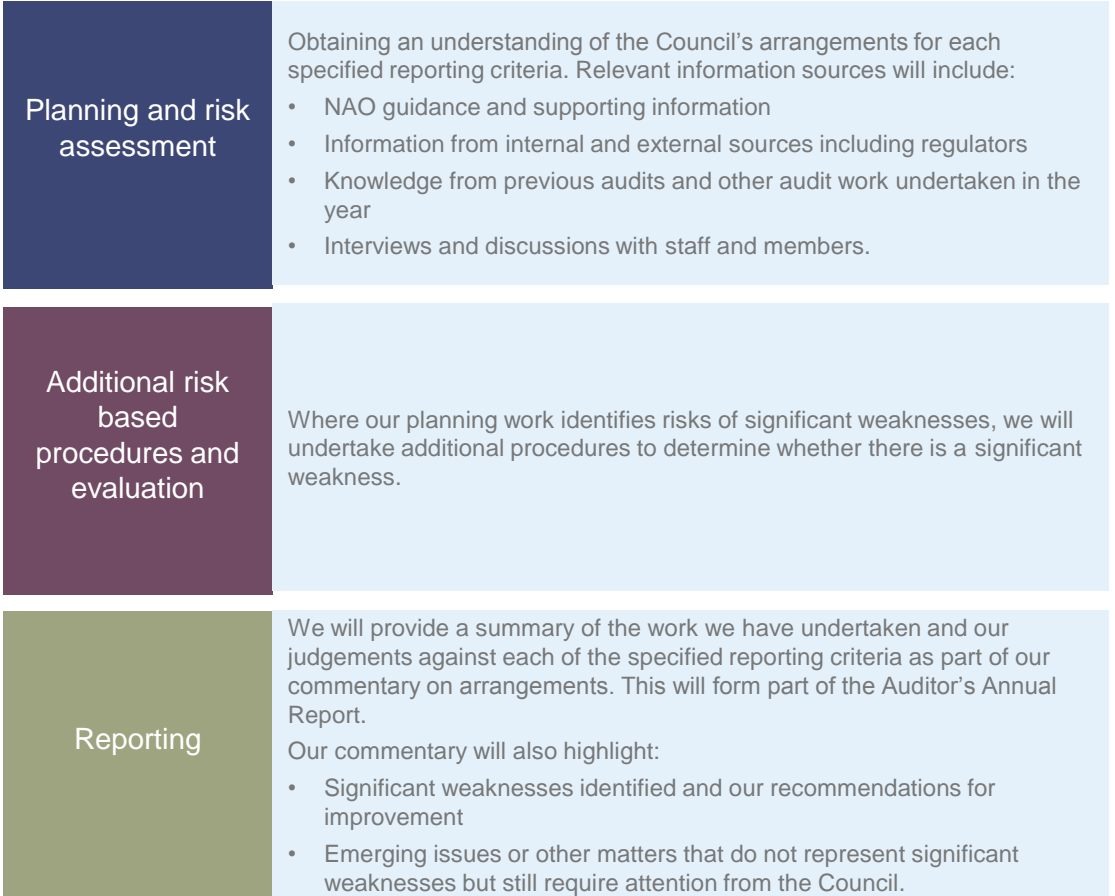 Planning and risk
assessment
Obtaining an understanding of the Council's arrangements for each
specified reporting criteria. Relevant information sources will include:
• NAO guidance and supporting information
• Information from internal and external sources including regulators
• Knowledge from previous audits and other audit work undertaken in the
year
• Interviews and discussions with staff and members.
Additional risk
based
procedures and
evaluation
Where our planning work identifies risks of significant weaknesses, we will
undertake additional procedures to determine whether there is a significant
weakness.
Reporting
We will provide a summary of the work we have undertaken and our
judgements against each of the specified reporting criteria as part of our
commentary on arrangements. This will form part of the Auditor's Annual
Report.
Our commentary will also highlight:
• Significant weaknesses identified and our recommendations for
improvement
• Emerging issues or other matters that do not represent significant
weaknesses but still require attention from the Council.